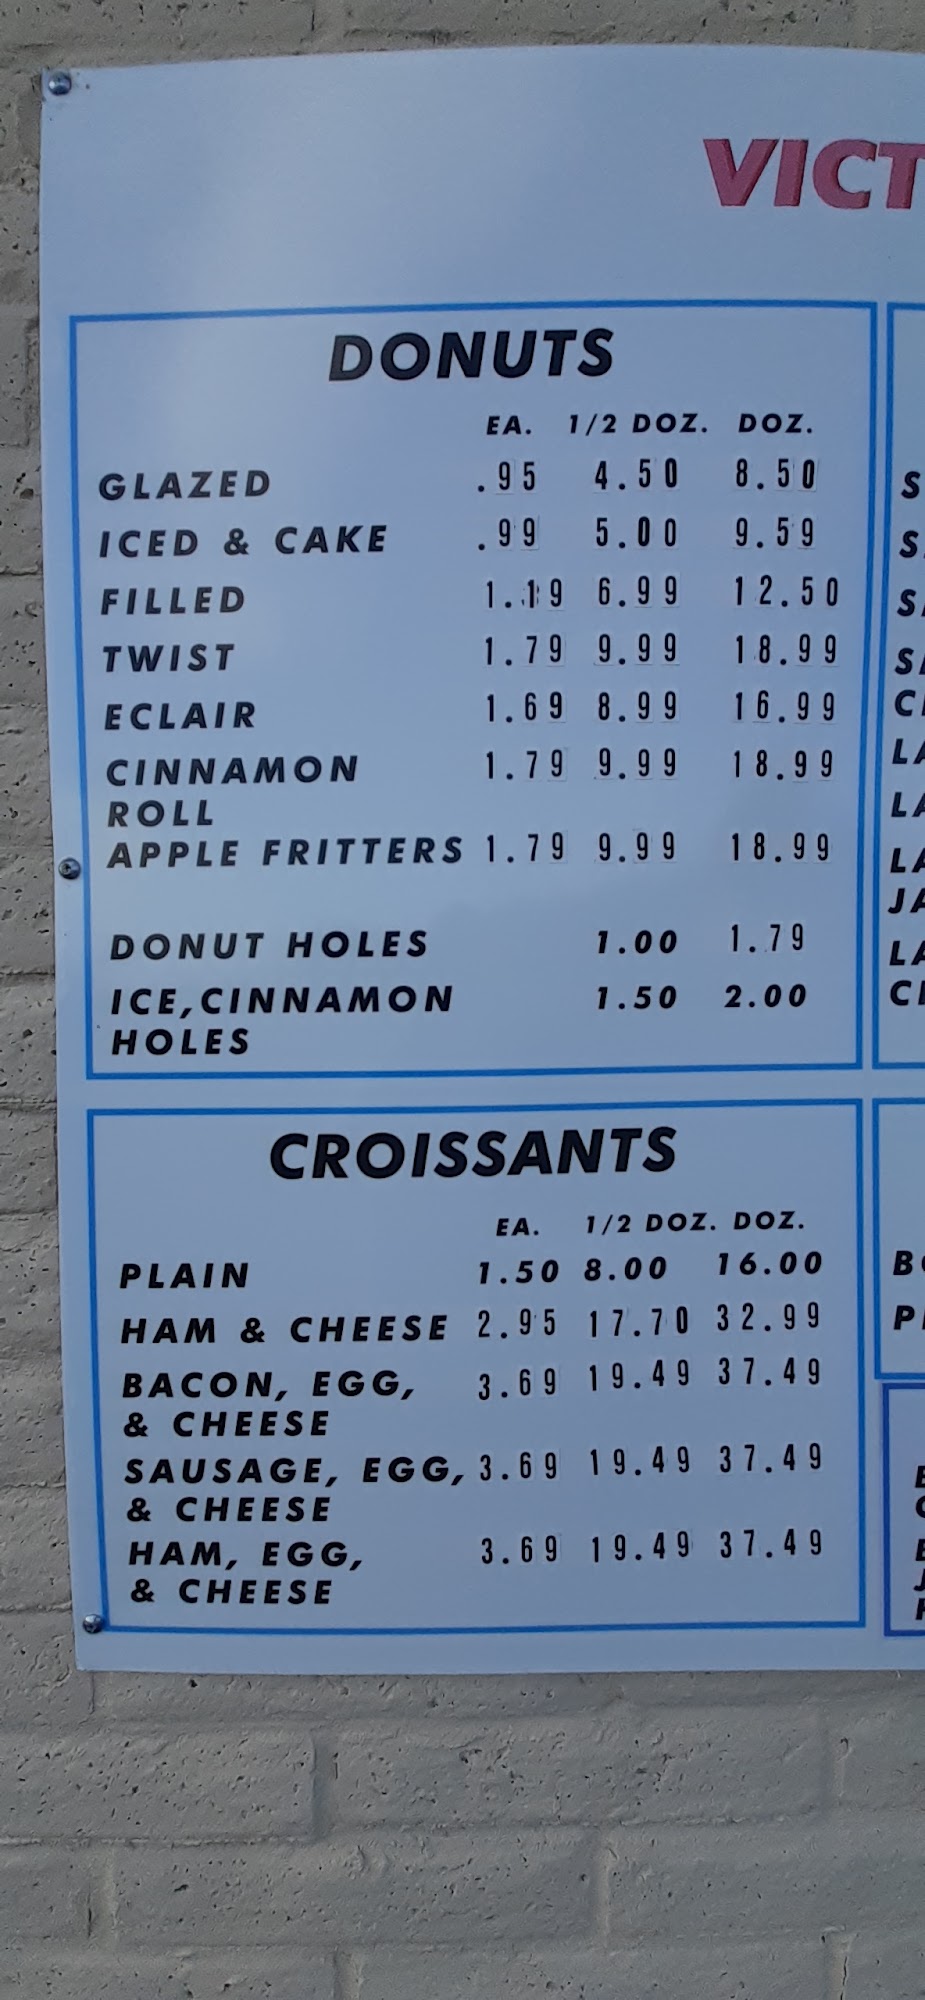 VICT
DONUTS
EA. 1/2 DOZ. DOZ.
GLAZED .95 4.50 8.50
ICED & CAKE .99 5.00 9.59
FILLED 1.19 6.99 12.50
TWIST 1.79 9.99 18.99
ECLAIR 1.69 8.99 16.99
CINNAMON 1.79 9.99 18.99
ROLL
APPLE FRITTERS 1.79 9.99 18.99
DONUT HOLES 1.00 1.79
ICE,CINNAMON 1.50 2.00
HOLES
CROISSANTS
EA. 1/2 DOZ. DOZ.
PLAIN 1.50 8.00 16.00
HAM & CHEESE 2.95 17.70 32.99
BACON, EGG, 3.69 19.49 37.49
& CHEESE
SAUSAGE, EGG, 3.69 19.49 37.49
& CHEESE
HAM, EGG, 3.69 19.49 37.49
& CHEESE